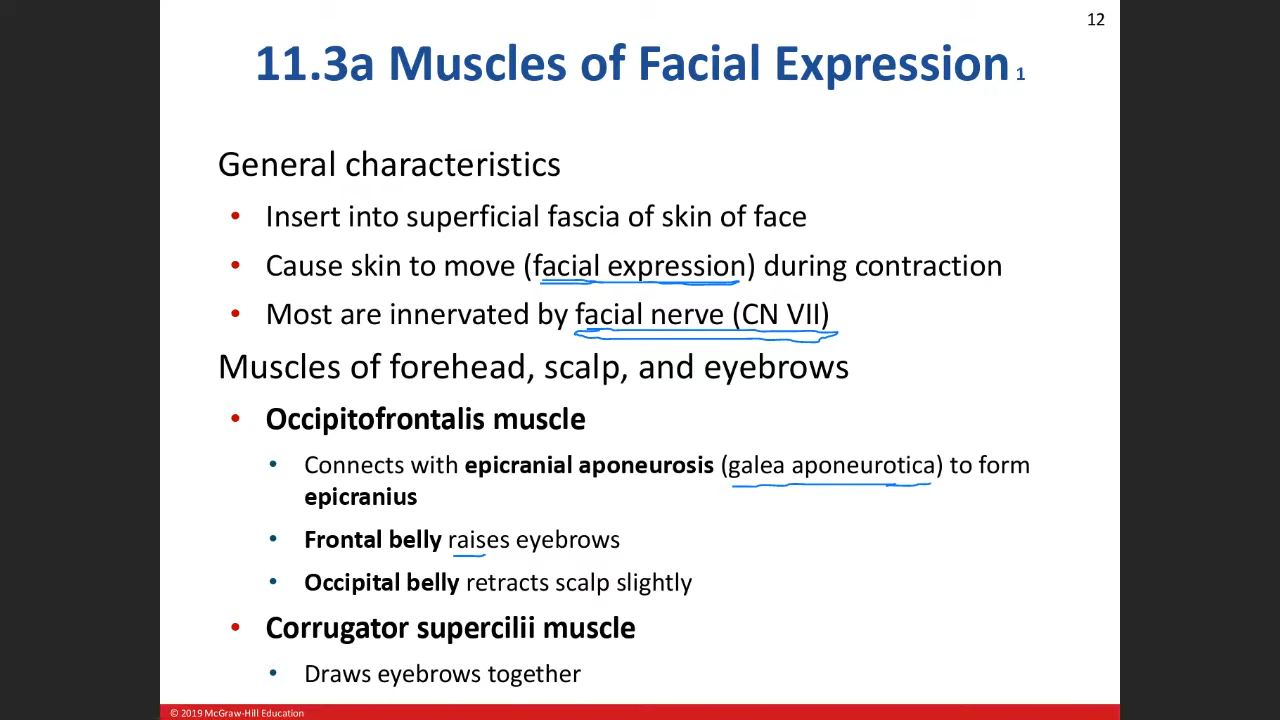 12
11.3a Muscles of Facial Expression 1
General characteristics
• Insert into superficial fascia of skin of face
• Cause skin to move (facial expression) during contraction
• Most are innervated by facial nerve (CN VII)
Muscles of forehead, scalp, and eyebrows
• Occipitofrontalis muscle
• Connects with epicranial aponeurosis (galea aponeurotica) to form
epicranius
• Frontal belly raises eyebrows
• Occipital belly retracts scalp slightly
• Corrugator supercilii muscle
• Draws eyebrows together
© 2019 McGraw-Hill Education